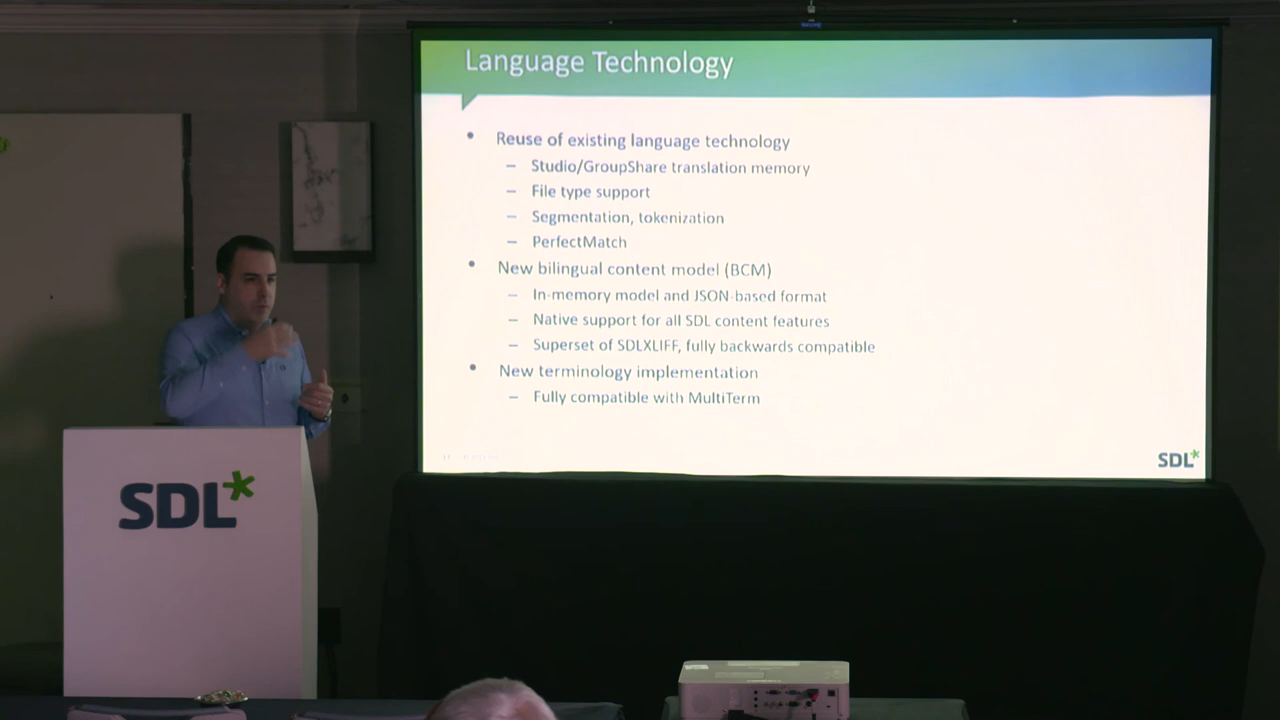 Language Technology
• Reuse of existing language technology
– Studio/GroupShare translation memory
– File type support
– Segmentation, tokenization
– PerfectMatch
• New bilingual content model (BCM)
– In-memory model and JSON-based format
– Native support for all SDL content features
– Superset of SDLXLIFF, fully backwards compatible
• New terminology implementation
– Fully compatible with MultiTerm
SDL*
SDL*